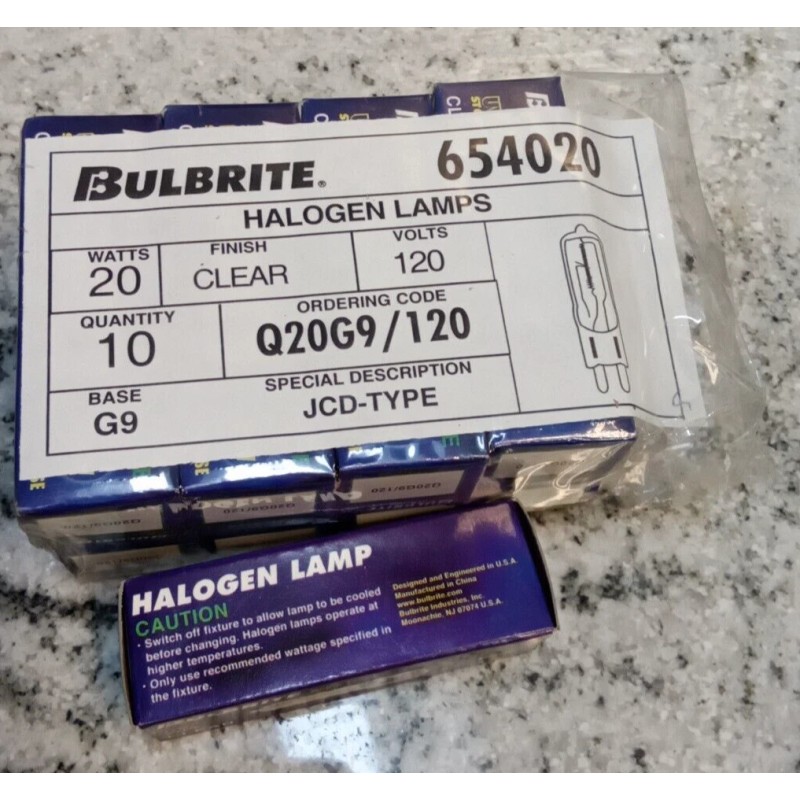 BULBRITE® 654020
HALOGEN LAMPS
WATTS FINISH VOLTS
20 CLEAR 120
QUANTITY ORDERING CODE
10 Q20G9/120
BASE SPECIAL DESCRIPTION
G9 JCD-TYPE
HALOGEN LAMP
CAUTION
· Switch off fixture to allow lamp to be cooled
before changing. Halogen lamps operate at
higher temperatures.
· Only use recommended wattage specified in
the fixture.
Designed and Engineered in U.S.A.
Manufactured in China
www.bulbrite.com
Bulbrite Industries, Inc.
Moonachie, NJ 07074 U.S.A.